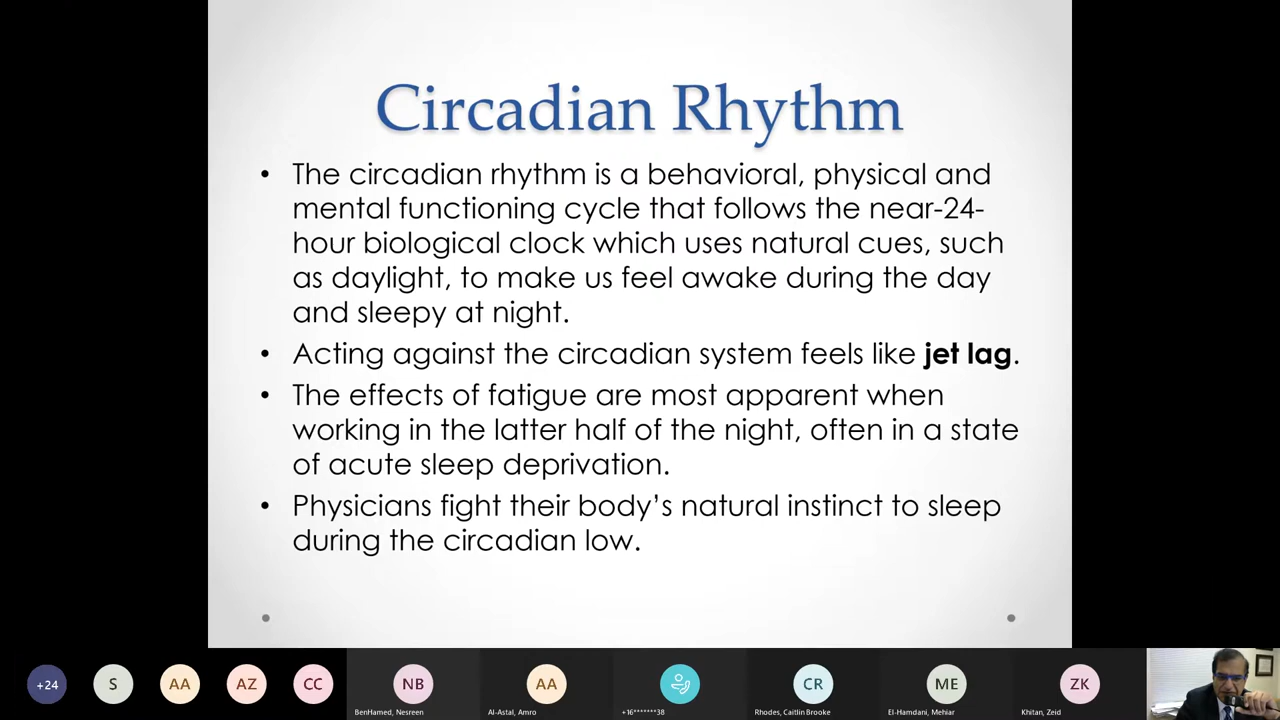 Circadian Rhythm
• The circadian rhythm is a behavioral, physical and
mental functioning cycle that follows the near-24-
hour biological clock which uses natural cues, such
as daylight, to make us feel awake during the day
and sleepy at night.
• Acting against the circadian system feels like jet lag.
• The effects of fatigue are most apparent when
working in the latter half of the night, often in a state
of acute sleep deprivation.
• Physicians fight their body’s natural instinct to sleep
during the circadian low.
+24 S AA AZ CC NB AA CR ME ZK
BenHamed, Nesreen Al-Astal, Amro +16*******38 Rhodes, Caitlin Brooke El-Hamdani, Mehiar Khitan, Zeid